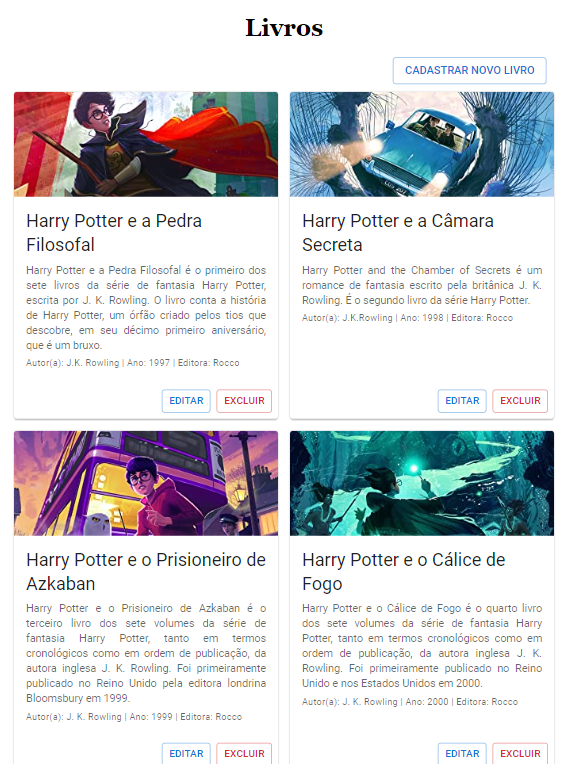 Livros
CADASTRAR NOVO LIVRO
Harry Potter e a Pedra
Filosofal
Harry Potter e a Pedra Filosofal é o primeiro dos
sete livros da série de fantasia Harry Potter,
escrita por J. K. Rowling. O livro conta a história
de Harry Potter, um órfão criado pelos tios que
descobre, em seu décimo primeiro aniversário,
que é um bruxo.
Autor(a): J.K. Rowling | Ano: 1997 | Editora: Rocco
EDITAR
EXCLUIR
Harry Potter e a Câmara
Secreta
Harry Potter and the Chamber of Secrets é um
romance de fantasia escrito pela britânica J. K.
Rowling. É o segundo livro da série Harry Potter.
Autor(a): J.K.Rowling | Ano: 1998 | Editora: Rocco
EDITAR
EXCLUIR
Harry Potter e o Prisioneiro de
Azkaban
Harry Potter e o Prisioneiro de Azkaban é o
terceiro livro dos sete volumes da série de
fantasia Harry Potter, tanto em termos
cronológicos como em ordem de publicação, da
autora inglesa J. K. Rowling. Foi primeiramente
publicado no Reino Unido pela editora londrina
Bloomsbury em 1999.
Autor(a): J. K. Rowling | Ano: 1999 | Editora: Rocco
EDITAR
EXCLUIR
Harry Potter e o Cálice de
Fogo
Harry Potter e o Cálice de Fogo é o quarto livro
dos sete volumes da série de fantasia Harry
Potter, tanto em termos cronológicos como em
ordem de publicação, da autora inglesa J. K.
Rowling. Foi primeiramente publicado no Reino
Unido e nos Estados Unidos em 2000.
Autor(a): J. K. Rowling | Ano: 2000 | Editora: Rocco
EDITAR
EXCLUIR